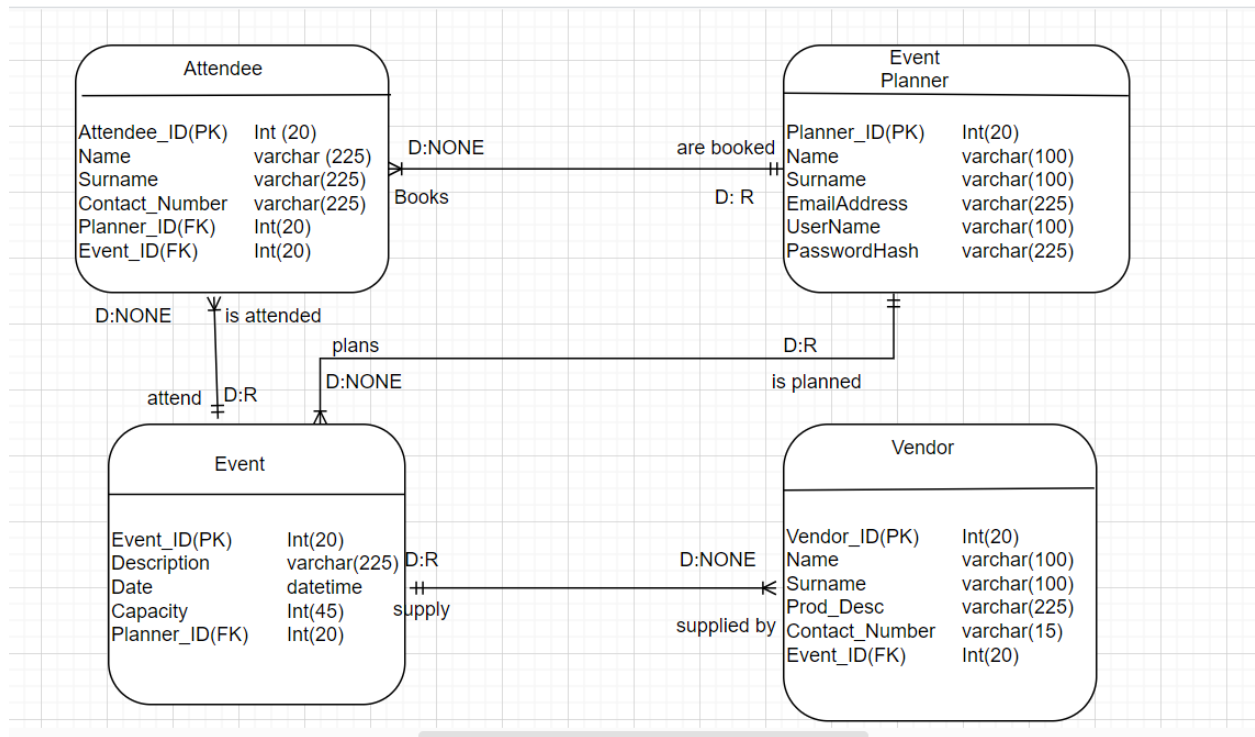 Attendee
Attendee_ID(PK) Int (20)
Name varchar (225)
Surname varchar(225)
Contact_Number varchar(225)
Planner_ID(FK) Int(20)
Event_ID(FK) Int(20)
D:NONE are booked
Books D: R
Event
Planner
Planner_ID(PK) Int(20)
Name varchar(100)
Surname varchar(100)
EmailAddress varchar(225)
UserName varchar(100)
PasswordHash varchar(225)
D:NONE is attended
attend D:R
plans D:R
D:NONE is planned
Event
Event_ID(PK) Int(20)
Description varchar(225)
Date datetime
Capacity Int(45)
Planner_ID(FK) Int(20)
D:R D:NONE
supply supplied by
Vendor
Vendor_ID(PK) Int(20)
Name varchar(100)
Surname varchar(100)
Prod_Desc varchar(225)
Contact_Number varchar(15)
Event_ID(FK) Int(20)